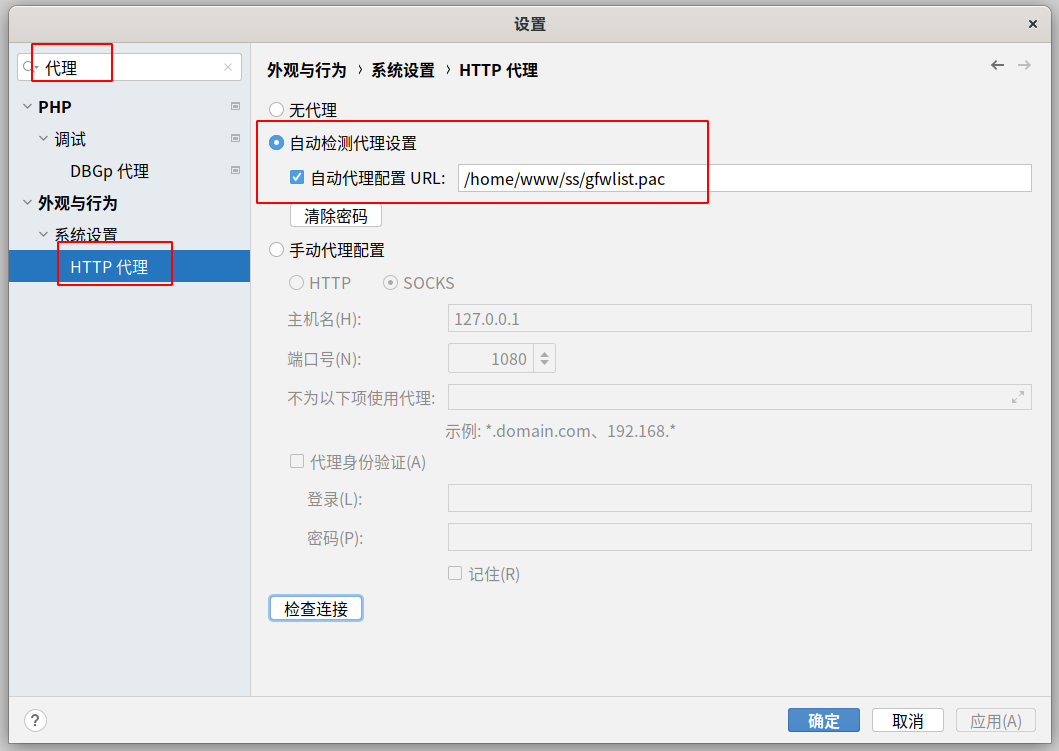 设置
代理
PHP
调试
DBGp 代理
外观与行为
系统设置
HTTP 代理
外观与行为 › 系统设置 › HTTP 代理
无代理
自动检测代理设置
自动代理配置 URL: /home/www/ss/gfwlist.pac
清除密码
手动代理配置
HTTP SOCKS
主机名(H): 127.0.0.1
端口号(N): 1080
不为以下项使用代理:
示例: *.domain.com、192.168.*
代理身份验证(A)
登录(L):
密码(P):
记住(R)
检查连接
? 确定 取消 应用(A)